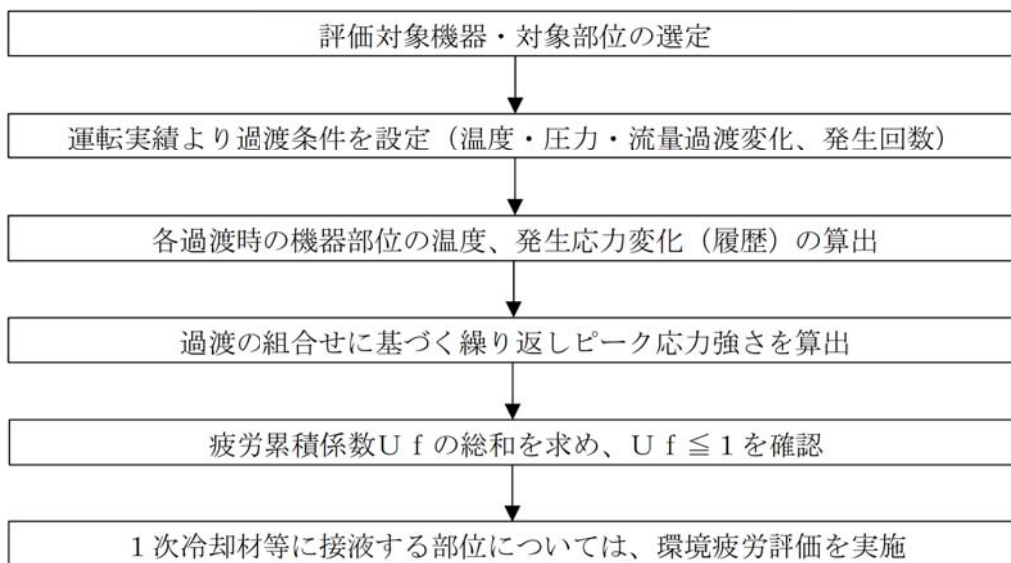 評価対象機器・対象部位の選定
運転実績より過渡条件を設定（温度・圧力・流量過渡変化、発生回数）
各過渡時の機器部位の温度、発生応力変化（履歴）の算出
過渡の組合せに基づく繰り返しピーク応力強さを算出
疲労累積係数Ｕｆの総和を求め、Ｕｆ≦１を確認
１次冷却材等に接液する部位については、環境疲労評価を実施